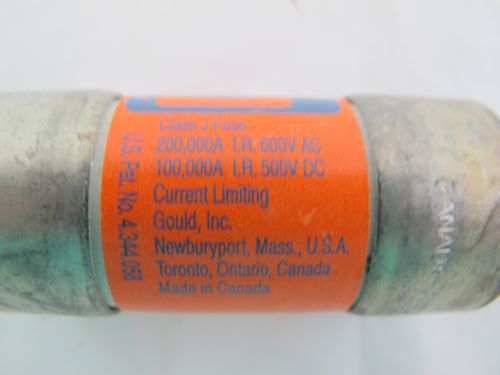 Class J Fuse
200,000A I.R. 600V AC
100,000A I.R. 500V DC
Current Limiting
Gould, Inc.
Newburyport, Mass., U.S.A.
Toronto, Ontario, Canada
Made in Canada
U.S. Pat. No. 4,344,058